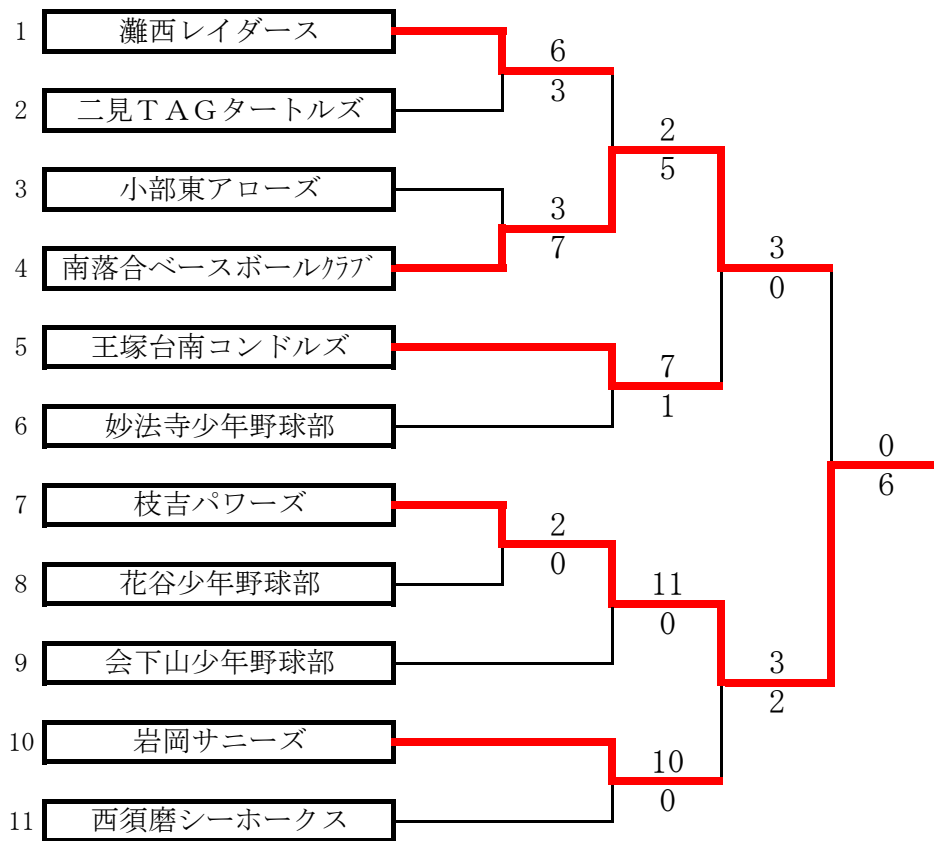 1 灘西レイダース
2 二見ＴＡＧタートルズ
3 小部東アローズ
4 南落合ベースボールｸﾗﾌﾞ
5 王塚台南コンドルズ
6 妙法寺少年野球部
7 枝吉パワーズ
8 花谷少年野球部
9 会下山少年野球部
10 岩岡サニーズ
11 西須磨シーホークス
6
3
3
7
2
0
2
5
7
1
11
0
10
0
3
0
3
2
0
6